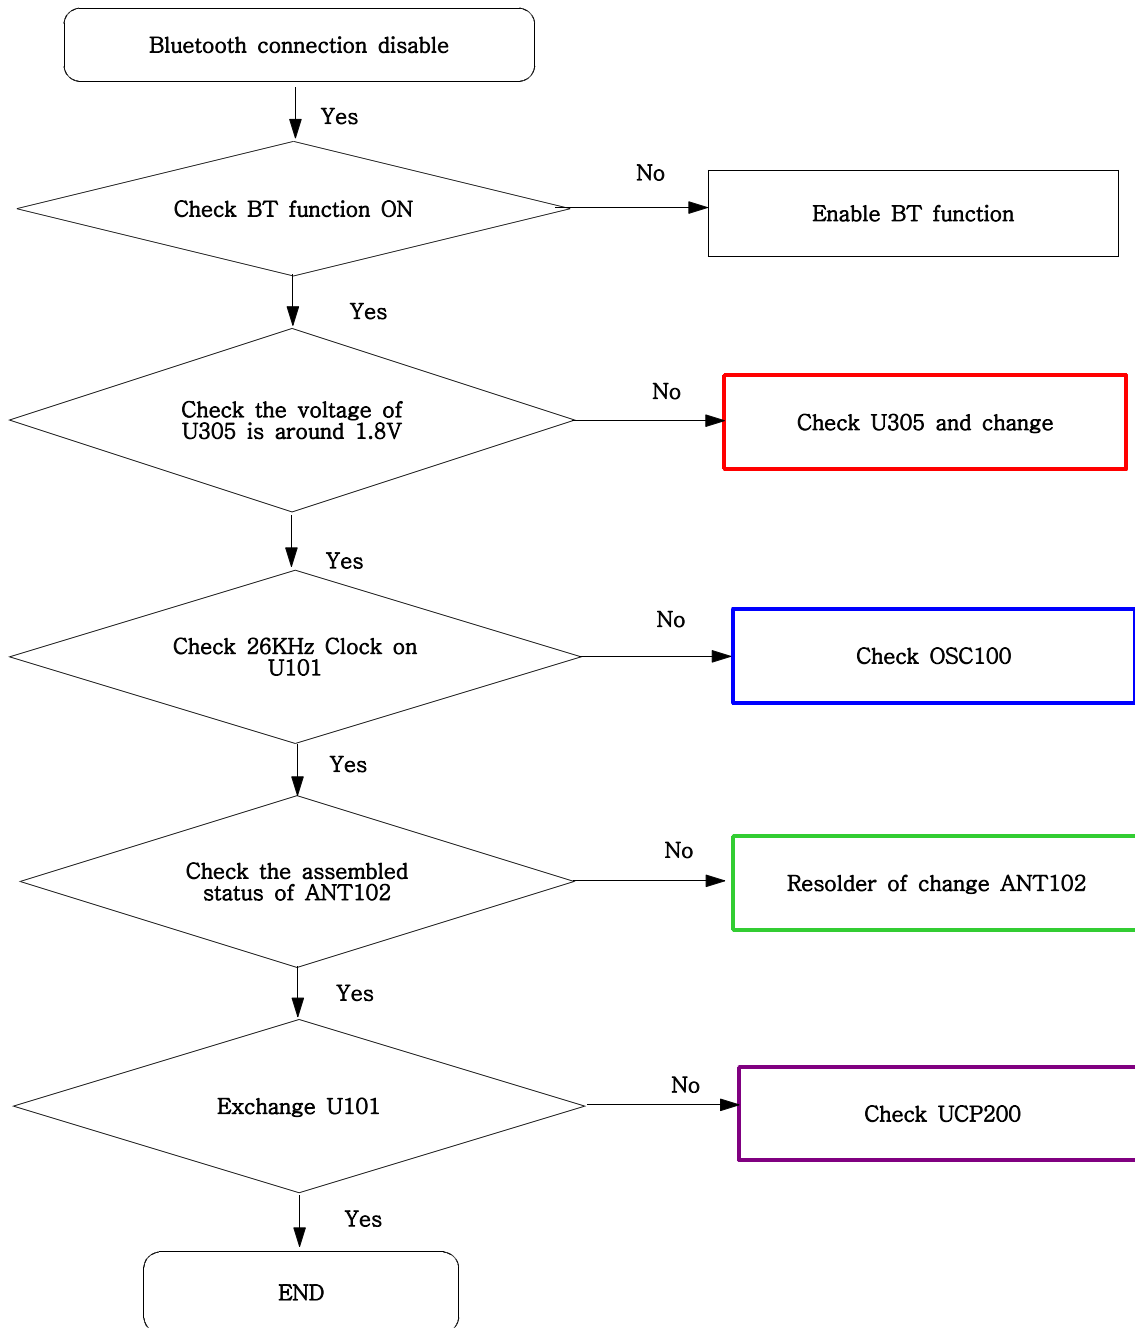 Bluetooth connection disable
Yes
Check BT function ON
No
Enable BT function
Yes
Check the voltage of
U305 is around 1.8V
No
Check U305 and change
Yes
Check 26KHz Clock on
U101
No
Check OSC100
Yes
Check the assembled
status of ANT102
No
Resolder of change ANT102
Yes
Exchange U101
No
Check UCP200
Yes
END